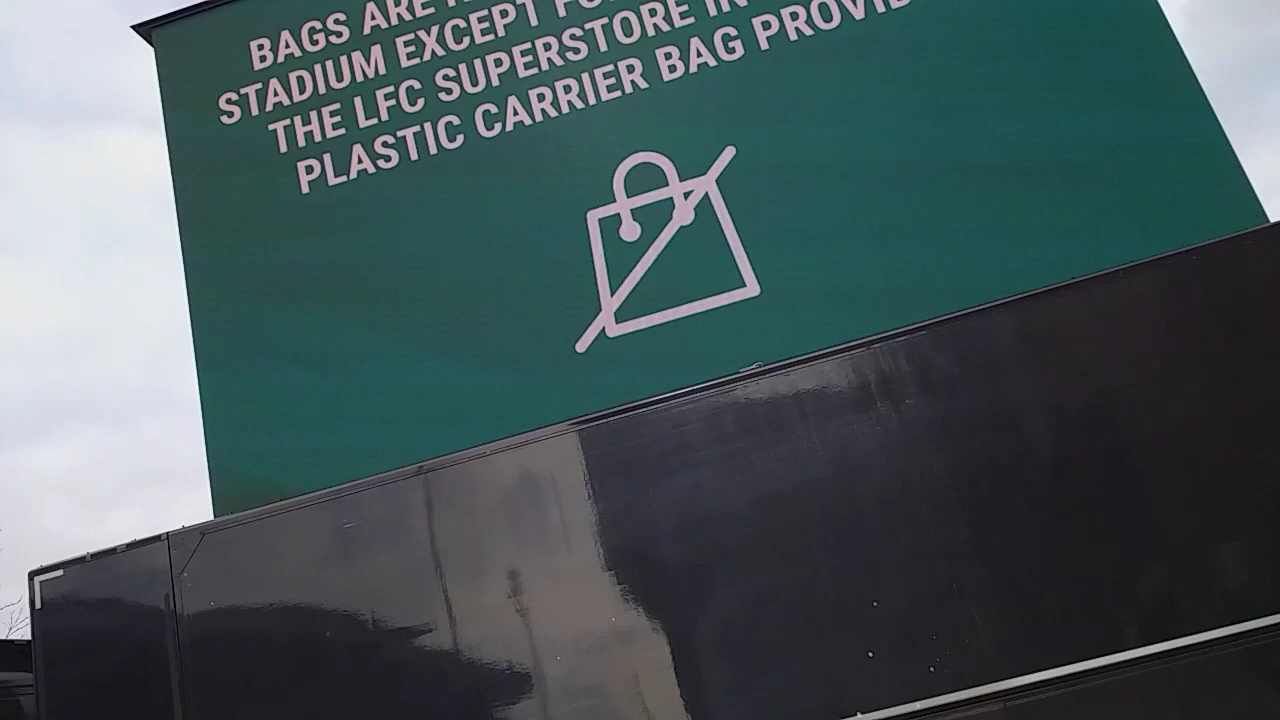 BAGS ARE
STADIUM EXCEPT
THE LFC SUPERSTORE IN
PLASTIC CARRIER BAG